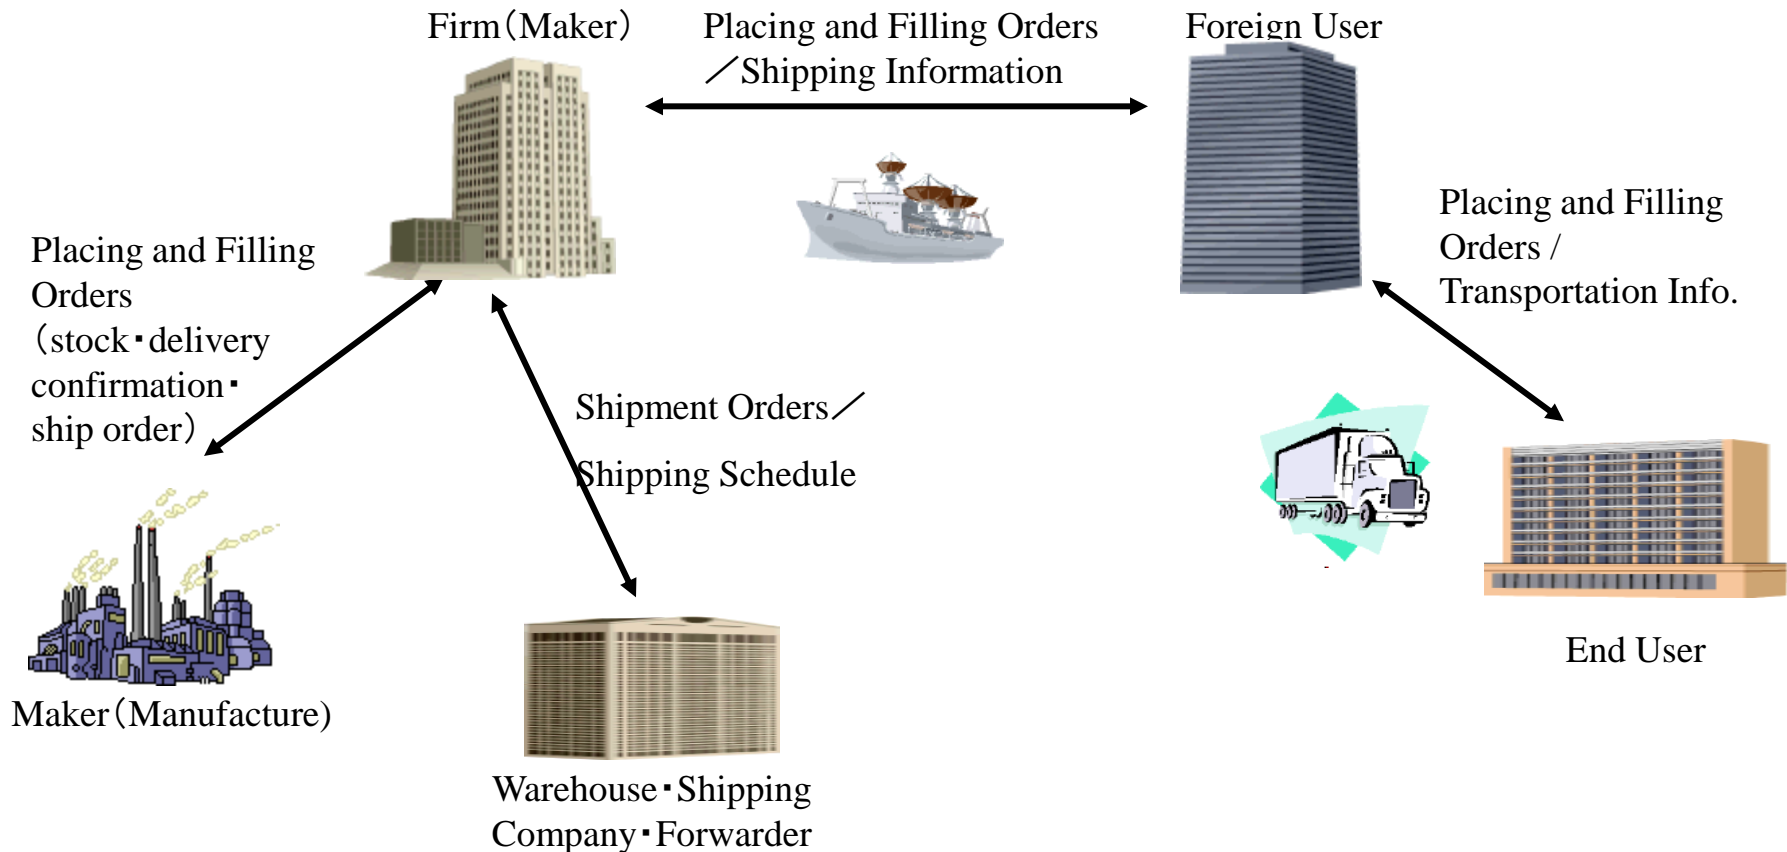 Firm（Maker）
Placing and Filling Orders
／Shipping Information
Foreign User
Placing and Filling
Orders /
Transportation Info.
Placing and Filling
Orders
（stock・delivery
confirmation・
ship order）
Shipment Orders／
Shipping Schedule
End User
Maker（Manufacture)
Warehouse・Shipping
Company・Forwarder